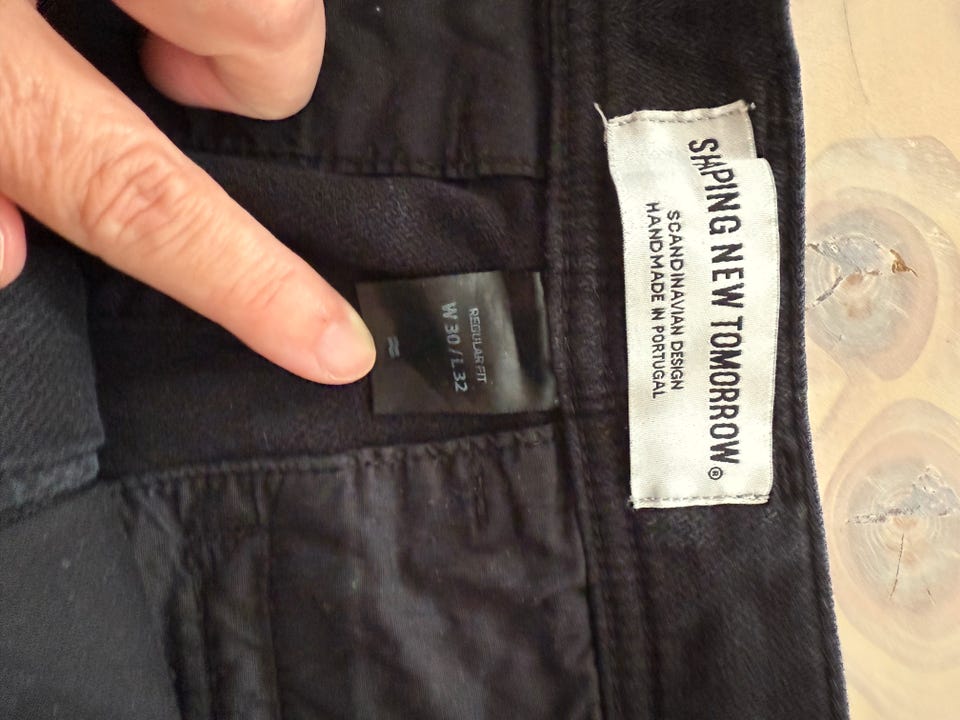 SHAPING NEW TOMORROW®
SCANDINAVIAN DESIGN
HANDMADE IN PORTUGAL
REGULAR FIT
W 30 / L 32